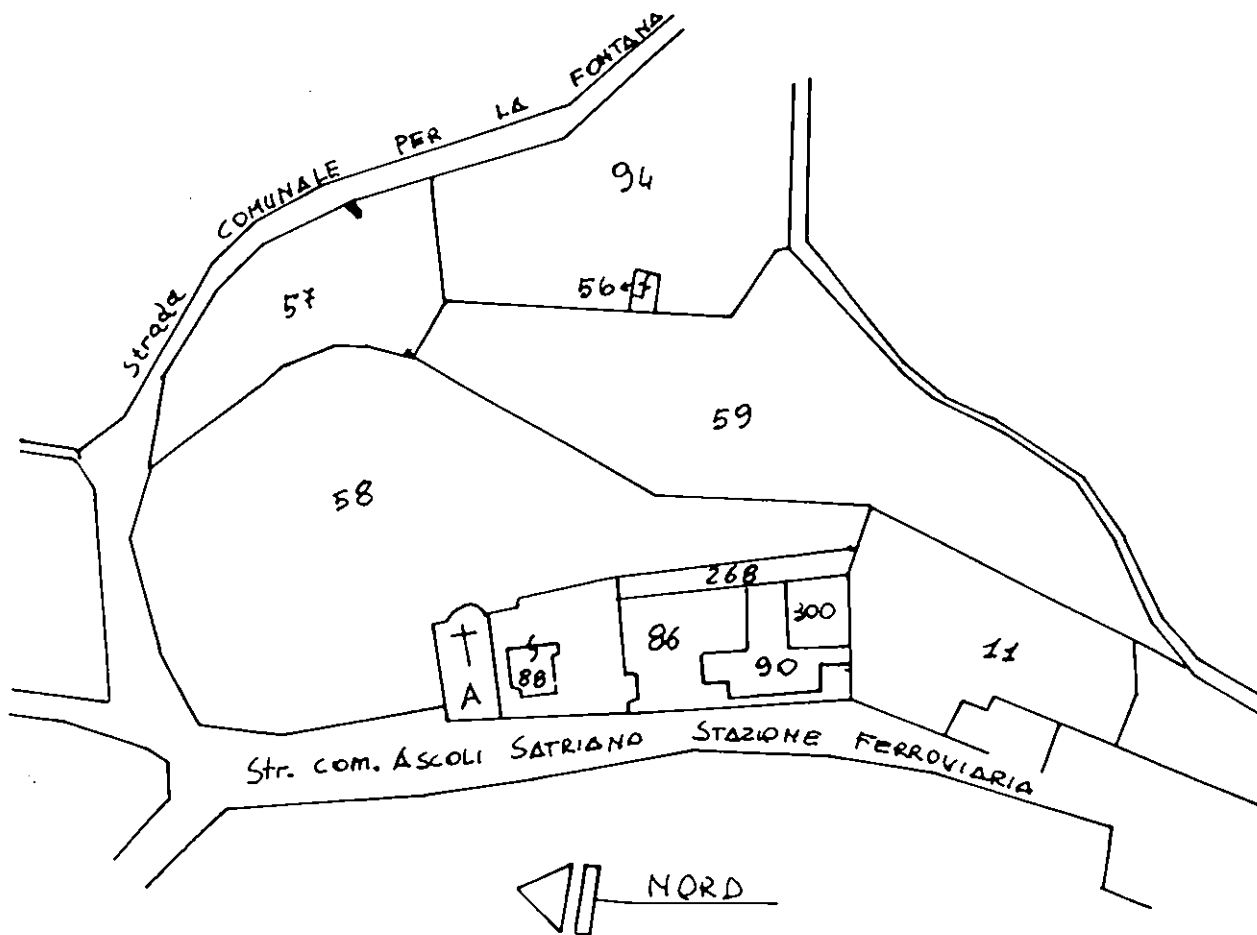 Strada COMUNALE PER LA FONTANA
94
57
56
59
58
268
300
86
90
11
88
A
Str. com. ASCOLI SATRIANO STAZIONE FERROVIARIA
NORD